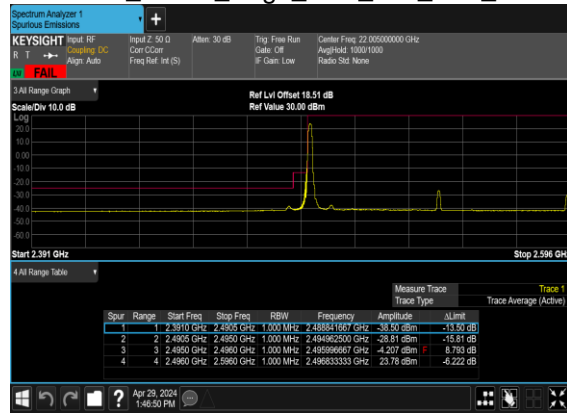 Spectrum Analyzer 1
Spurious Emissions
+
KEYSIGHT Input: RF Input Z: 50 Ω Atten: 30 dB Trig: Free Run Center Freq: 22.005000000 GHz
R T Coupling: DC Corr CCorr Gate: Off Avg|Hold: 1000/1000
Align: Auto Freq Ref: Int (S) IF Gain: Low Radio Std: None
FAIL
3 All Range Graph
Ref Lvl Offset 18.51 dB
Scale/Div 10.0 dB Ref Value 30.00 dBm
Log
20.0
10.0
0.00
-10.0
-20.0
-30.0
-40.0
-50.0
-60.0
Start 2.391 GHz Stop 2.596 GH
4 All Range Table
Measure Trace Trace 1
Trace Type Trace Average (Active)
Spur Range Start Freq Stop Freq RBW Frequency Amplitude ΔLimit
1 1 2.3910 GHz 2.4905 GHz 1.000 MHz 2.488841667 GHz -38.50 dBm -13.50 dB
2 2 2.4905 GHz 2.4950 GHz 1.000 MHz 2.494962500 GHz -28.81 dBm -15.81 dB
3 3 2.4950 GHz 2.4960 GHz 1.000 MHz 2.495996667 GHz -4.207 dBm F 8.793 dB
4 4 2.4960 GHz 2.5960 GHz 1.000 MHz 2.496833333 GHz 23.78 dBm -6.222 dB
? Apr 29, 2024
1:46:50 PM